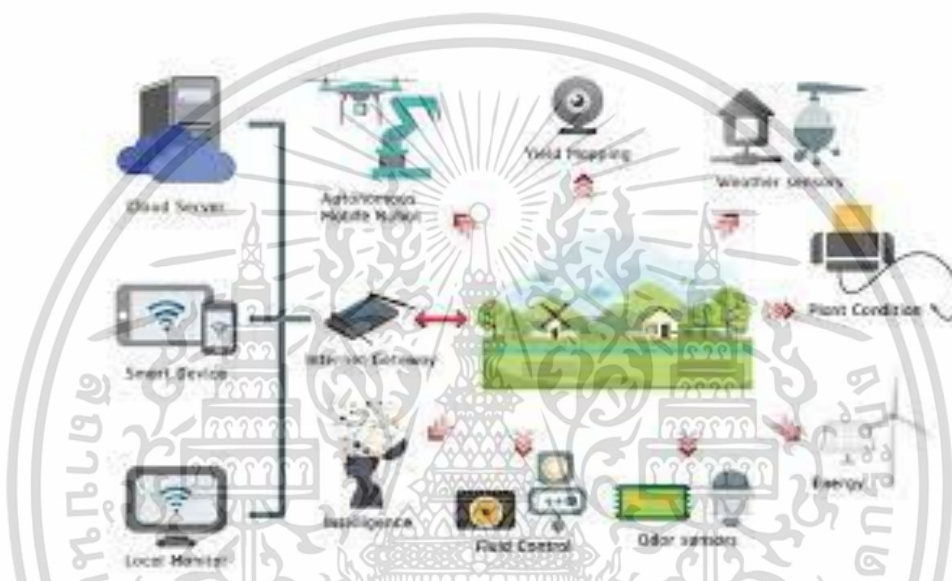 Cloud Server
Autonomous
Mobile Robot
Yield Mapping
Weather sensors
Plant Condition
Smart Device
Internet Gateway
Energy
Intelligence
Fluid Control
Odor sensors
Local Monitor